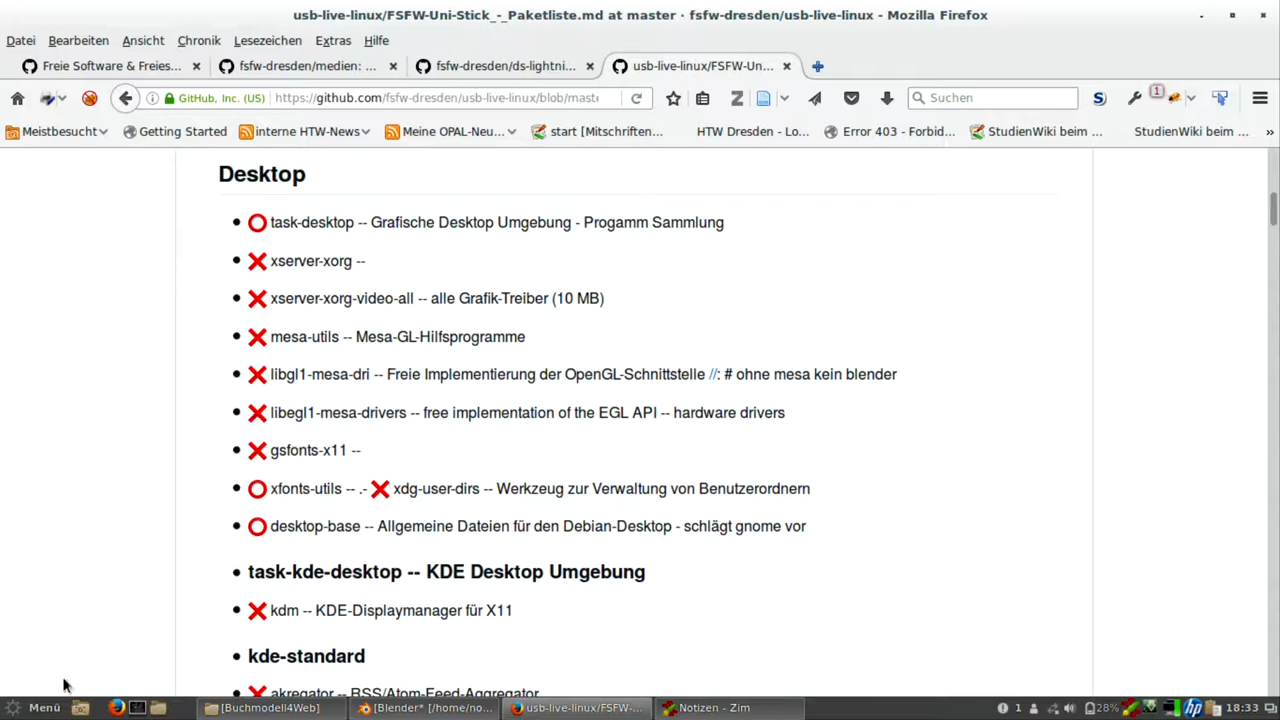 usb-live-linux/FSFW-Uni-Stick_-_Paketliste.md at master · fsfw-dresden/usb-live-linux - Mozilla Firefox
Datei Bearbeiten Ansicht Chronik Lesezeichen Extras Hilfe
Freie Software & Freies... fsfw-dresden/medien: ... fsfw-dresden/ds-lightni... usb-live-linux/FSFW-Un...
GitHub, Inc. (US) https://github.com/fsfw-dresden/usb-live-linux/blob/maste Suchen 1
Meistbesucht Getting Started interne HTW-News Meine OPAL-Neu... start [Mitschriften... HTW Dresden - Lo... Error 403 - Forbid... StudienWiki beim ... StudienWiki beim ... »
Desktop
task-desktop -- Grafische Desktop Umgebung - Progamm Sammlung
xserver-xorg --
xserver-xorg-video-all -- alle Grafik-Treiber (10 MB)
mesa-utils -- Mesa-GL-Hilfsprogramme
libgl1-mesa-dri -- Freie Implementierung der OpenGL-Schnittstelle //: # ohne mesa kein blender
libegl1-mesa-drivers -- free implementation of the EGL API -- hardware drivers
gsfonts-x11 --
xfonts-utils -- .- ❌ xdg-user-dirs -- Werkzeug zur Verwaltung von Benutzerordnern
desktop-base -- Allgemeine Dateien für den Debian-Desktop - schlägt gnome vor
task-kde-desktop -- KDE Desktop Umgebung
kdm -- KDE-Displaymanager für X11
kde-standard
akregator -- RSS/Atom-Feed-Aggregator
Menü [Buchmodell4Web] [Blender* [/home/no... usb-live-linux/FSFW-... Notizen - Zim 1 28% hp 18:33